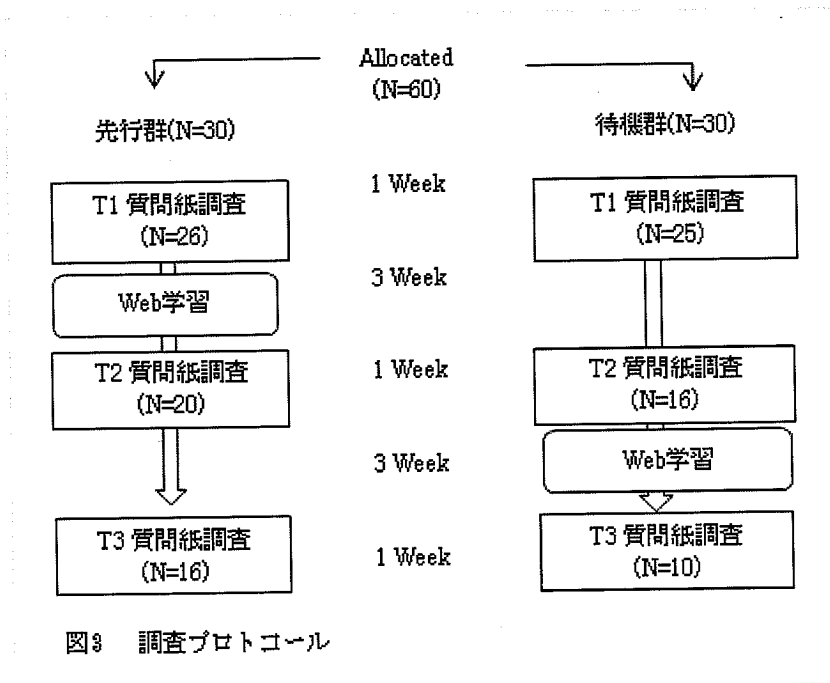 Allocated
(N=60)
先行群(N=30)
待機群(N=30)
1 Week
T1 質問紙調査
(N=26)
T1 質問紙調査
(N=25)
3 Week
Web学習
1 Week
T2 質問紙調査
(N=20)
T2 質問紙調査
(N=16)
3 Week
Web学習
T3 質問紙調査
(N=16)
1 Week
T3 質問紙調査
(N=10)
図3 調査プロトコール